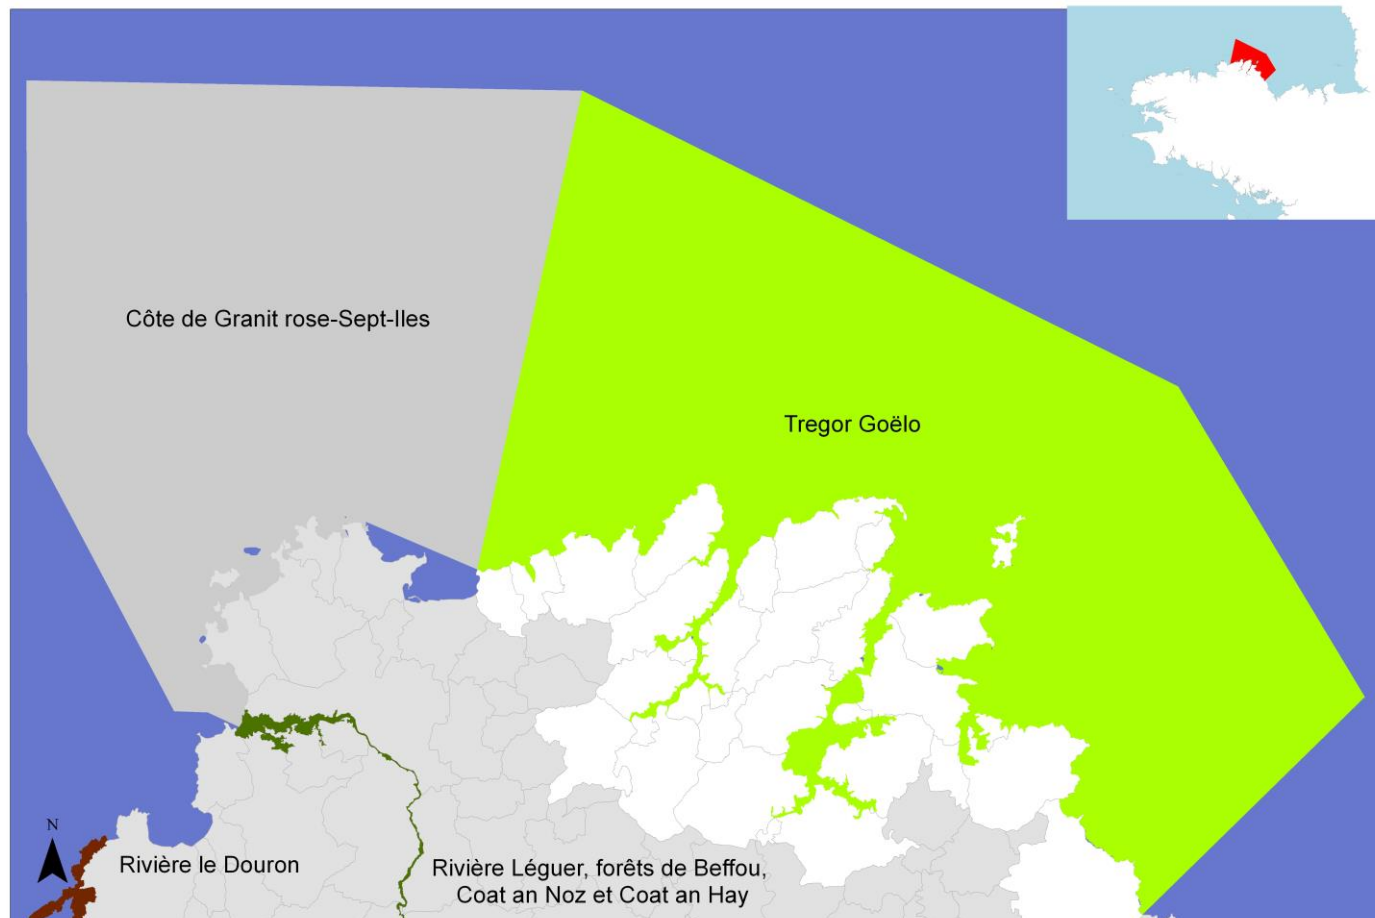 Côte de Granit rose-Sept-Iles
Tregor Goëlo
N
Rivière le Douron
Rivière Léguer, forêts de Beffou,
Coat an Noz et Coat an Hay